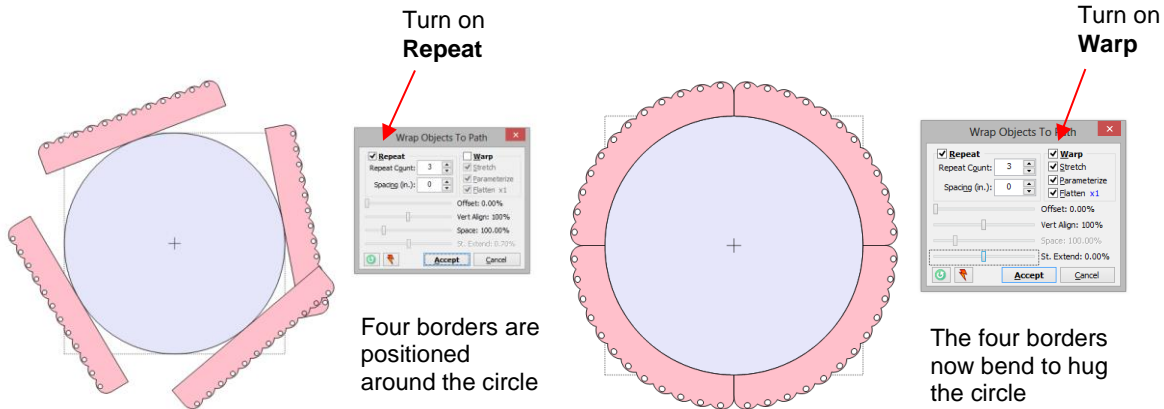 Turn on
Repeat
Wrap Objects To Path
Repeat
Warp
Repeat Count: 3
Stretch
Spacing (in.): 0
Parameterize
Flatten x1
Offset: 0.00%
Vert Align: 100%
Space: 100.00%
St. Extend: 0.70%
Accept
Cancel
Four borders are
positioned
around the circle
Turn on
Warp
Wrap Objects To Path
Repeat
Warp
Repeat Count: 3
Stretch
Spacing (in.): 0
Parameterize
Flatten x1
Offset: 0.00%
Vert Align: 100%
Space: 100.00%
St. Extend: 0.00%
Accept
Cancel
The four borders
now bend to hug
the circle